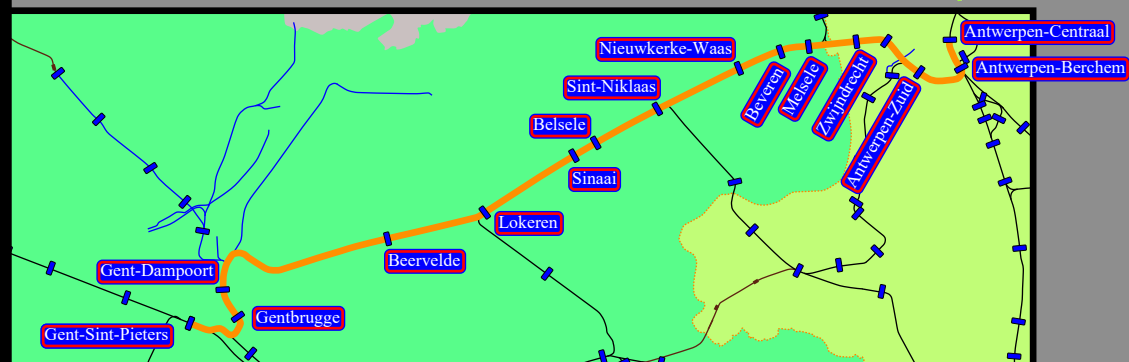 Antwerpen-Centraal
Nieuwkerke-Waas
Antwerpen-Berchem
Sint-Niklaas
Beveren
Melsele
Zwijndrecht
Antwerpen-Zuid
Belsele
Sinaai
Lokeren
Beervelde
Gent-Dampoort
Gentbrugge
Gent-Sint-Pieters